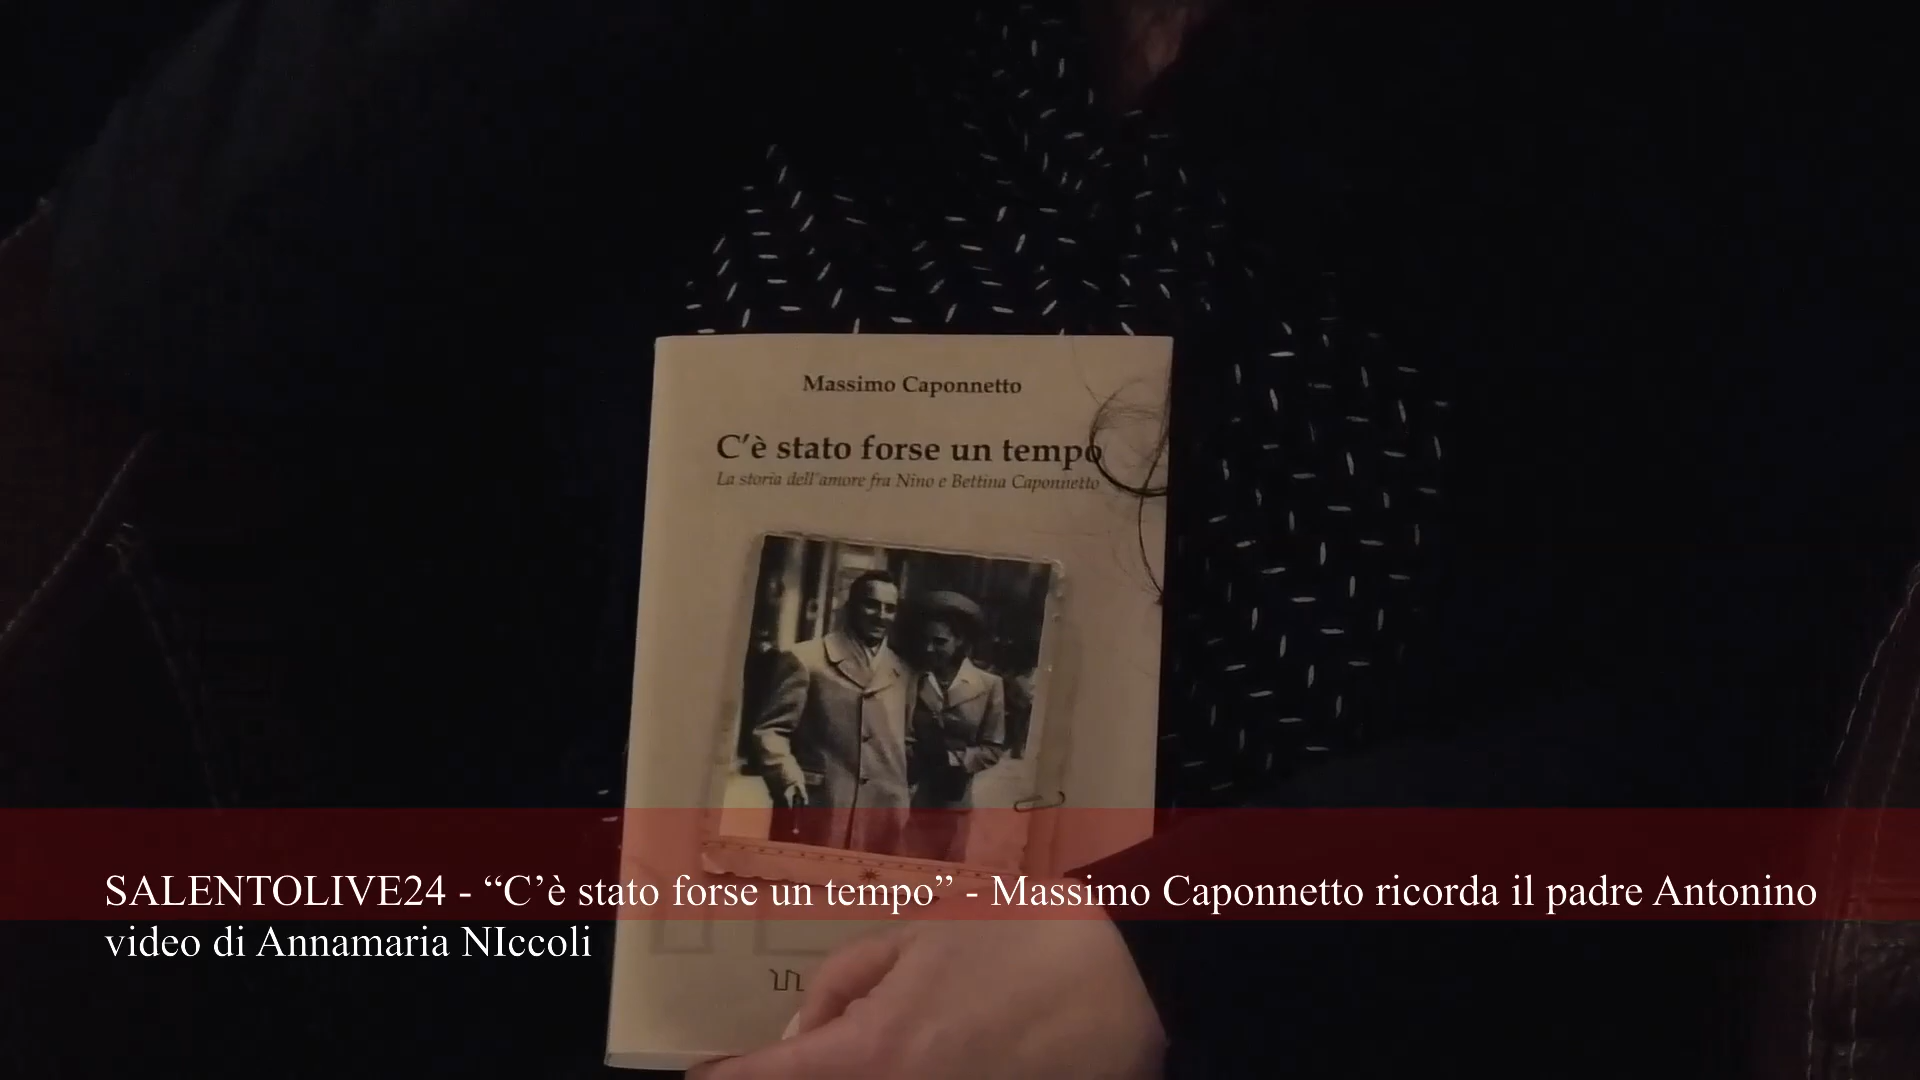 Massimo Caponnetto
C'è stato forse un tempo
La storia dell'amore fra Nino e Bettina Caponnetto
SALENTOLIVE24 - “C’è stato forse un tempo” - Massimo Caponnetto ricorda il padre Antonino
video di Annamaria NIccoli